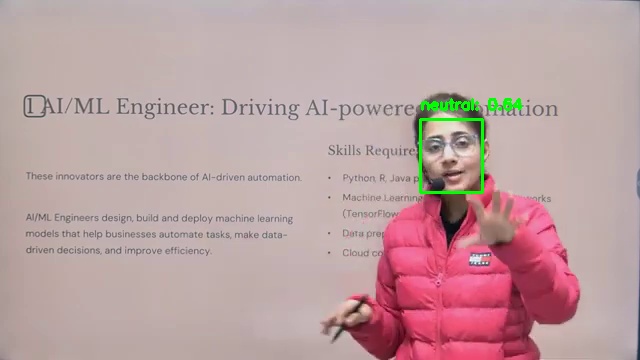 neutral: 0.64
1 AI/ML Engineer: Driving AI-powere mation
Skills Require
These innovators are the backbone of AI-driven automation.
• Python, R, Java p
AI/ML Engineers design, build and deploy machine learning
models that help businesses automate tasks, make data-
driven decisions, and improve efficiency.
• Machine Learning works
(TensorFlow
• Data prep
• Cloud co